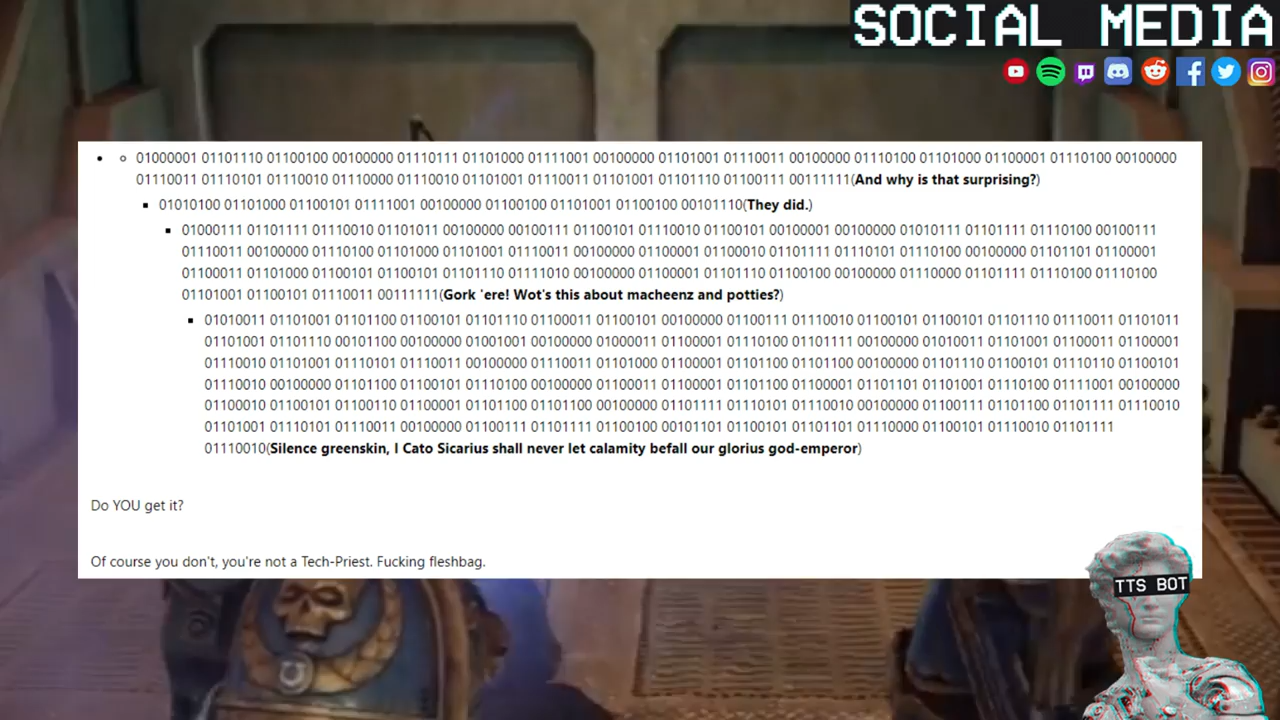 SOCIAL MEDIA
01000001 01101110 01100100 00100000 01110111 01101000 01111001 00100000 01101001 01110011 00100000 01110100 01101000 01100001 01110100 00100000
01110011 01110101 01110010 01110000 01110010 01101001 01110011 01101001 01101110 01100111 00111111(And why is that surprising?)
01010100 01101000 01100101 01111001 00100000 01100100 01101001 01100100 00101110(They did.)
01000111 01101111 01110010 01101011 00100000 00100111 01100101 01110010 01100101 00100001 00100000 01010111 01101111 01110100 00100111
01110011 00100000 01110100 01101000 01101001 01110011 00100000 01100001 01100010 01101111 01110101 01110100 00100000 01101101 01100001
01100011 01101000 01100101 01100101 01101110 01111010 00100000 01100001 01101110 01100100 00100000 01110000 01101111 01110100 01110100
01101001 01100101 01110011 00111111(Gork 'ere! Wot's this about macheenz and potties?)
01010011 01101001 01101100 01100101 01101110 01100011 01100101 00100000 01100111 01110010 01100101 01100101 01101110 01110011 01101011
01101001 01101110 00101100 00100000 01001001 00100000 01000011 01100001 01110100 01101111 00100000 01010011 01101001 01100011 01100001
01110010 01101001 01110101 01110011 00100000 01110011 01101000 01100001 01101100 01101100 00100000 01101110 01100101 01110110 01100101
01110010 00100000 01101100 01100101 01110100 00100000 01100011 01100001 01101100 01100001 01101101 01101001 01110100 01111001 00100000
01100010 01100101 01100110 01100001 01101100 01101100 00100000 01101111 01110101 01110010 00100000 01100111 01101100 01101111 01110010
01101001 01110101 01110011 00100000 01100111 01101111 01100100 00101101 01100101 01101101 01110000 01100101 01110010 01101111
01110010(Silence greenskin, I Cato Sicarius shall never let calamity befall our glorius god-emperor)
Do YOU get it?
Of course you don't, you're not a Tech-Priest. Fucking fleshbag.
TTS BOT